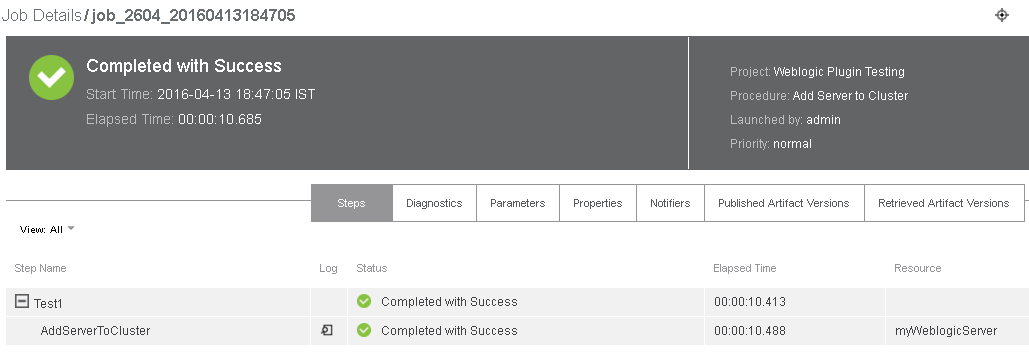 Job Details / job_2604_20160413184705
Completed with Success
Start Time: 2016-04-13 18:47:05 IST
Elapsed Time: 00:00:10.685
Project: Weblogic Plugin Testing
Procedure: Add Server to Cluster
Launched by: admin
Priority: normal
Steps Diagnostics Parameters Properties Notifiers Published Artifact Versions Retrieved Artifact Versions
View: All
Step Name Log Status Elapsed Time Resource
Test1 Completed with Success 00:00:10.413
AddServerToCluster Completed with Success 00:00:10.488 myWeblogicServer